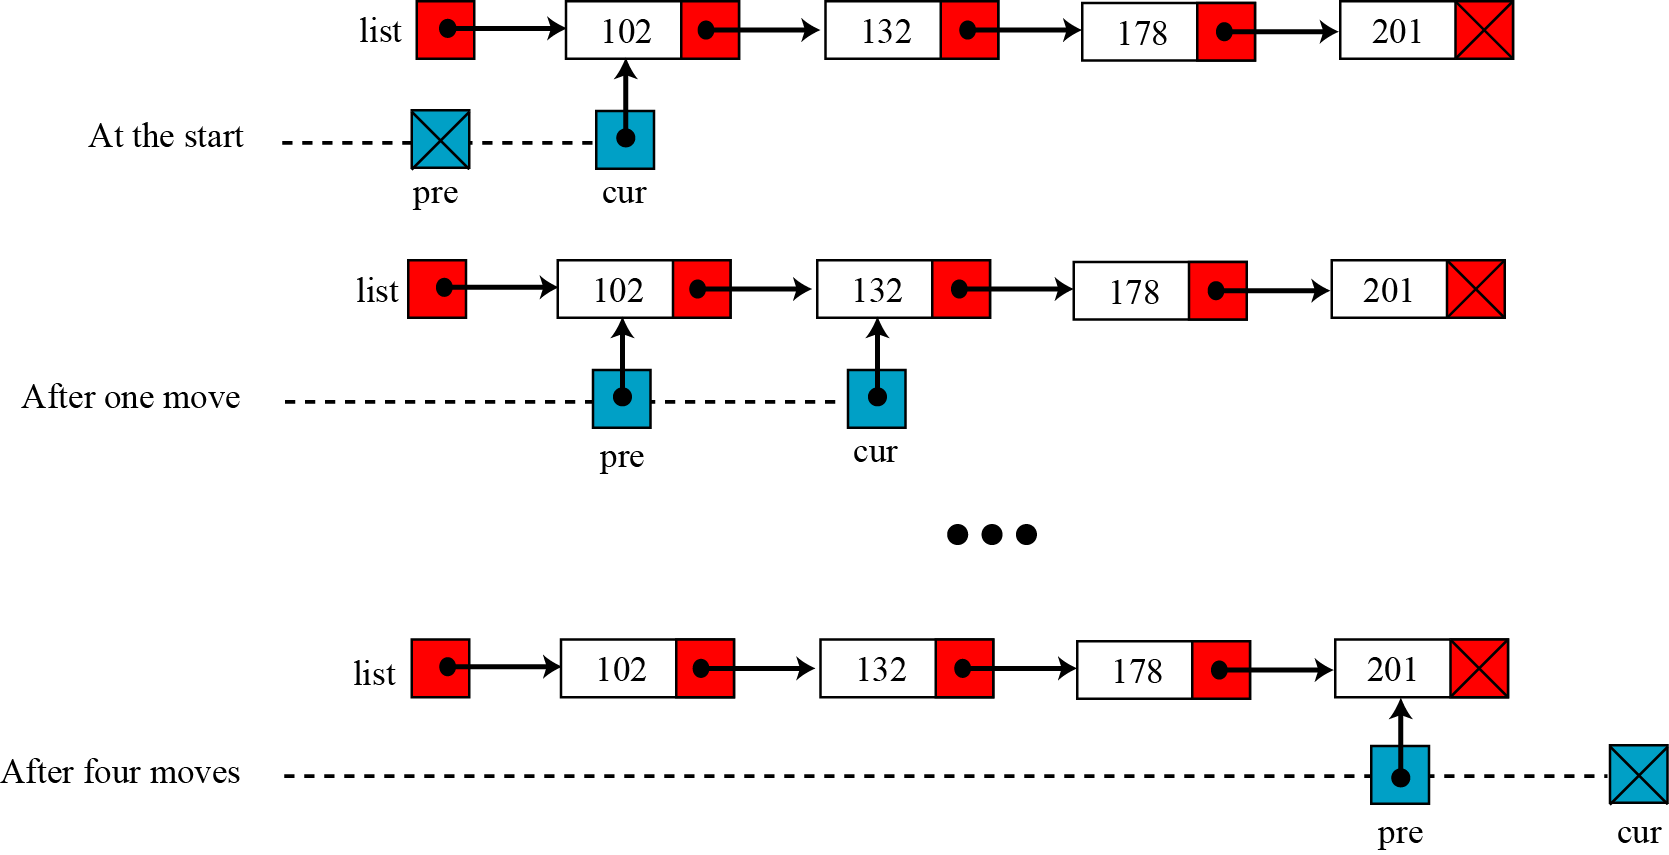 list 102 132 178 201
At the start
pre cur
list 102 132 178 201
After one move
pre cur
list 102 132 178 201
After four moves
pre cur